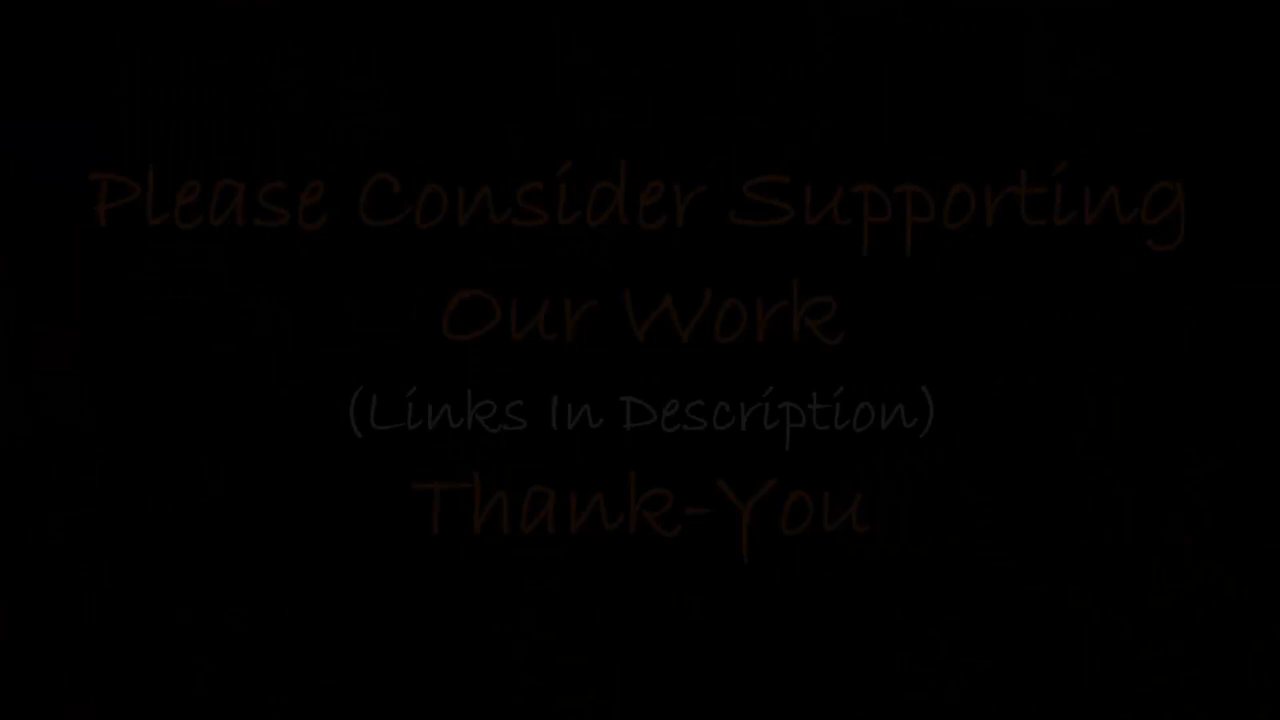 Please Consider Supporting
Our Work
(Links In Description)
Thank-You